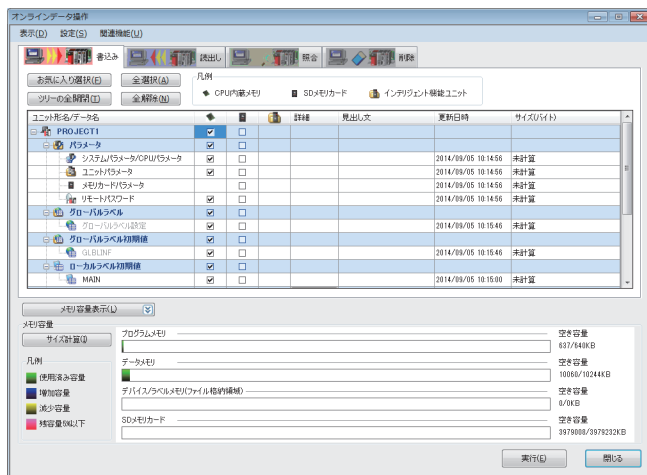 オンラインデータ操作
表示(D) 設定(S) 関連機能(U)
書込み 読出し 照合 削除
お気に入り選択(F) 全選択(A)
ツリーの全開閉(T) 全解除(N)
凡例
CPU内蔵メモリ SDメモリカード インテリジェント機能ユニット
ユニット形名/データ名 詳細 見出し文 更新日時 サイズ(バイト)
PROJECT1
パラメータ
システムパラメータ/CPUパラメータ 2014/09/05 10:14:56 未計算
ユニットパラメータ 2014/09/05 10:14:56 未計算
メモリカードパラメータ 2014/09/05 10:14:56 未計算
リモートパスワード 2014/09/05 10:14:56 未計算
グローバルラベル
グローバルラベル設定 2014/09/05 10:15:46 未計算
グローバルラベル初期値
GLBLINF 2014/09/05 10:15:46 未計算
ローカルラベル初期値
MAIN 2014/09/05 10:15:00 未計算
メモリ容量表示(L)
メモリ容量
サイズ計算(I)
凡例
使用済み容量
増加容量
減少容量
残容量5%以下
プログラムメモリ 空き容量
637/640KB
データメモリ 空き容量
10060/10244KB
デバイス/ラベルメモリ(ファイル格納領域) 空き容量
0/0KB
SDメモリカード 空き容量
3979008/3979232KB
実行(E) 閉じる